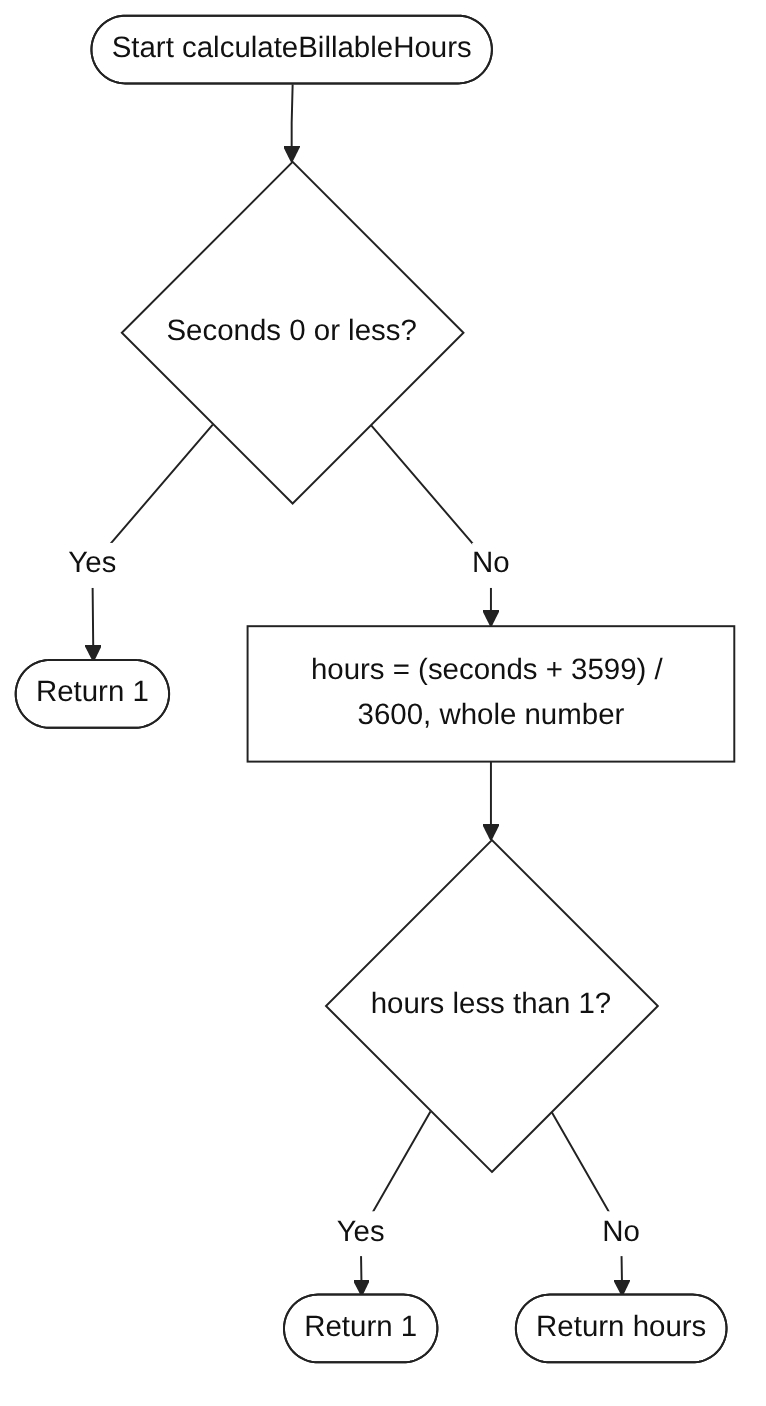 Start calculateBillableHours
Seconds 0 or less?
Yes
No
Return 1
hours = (seconds + 3599) /
3600, whole number
hours less than 1?
Yes
No
Return 1
Return hours